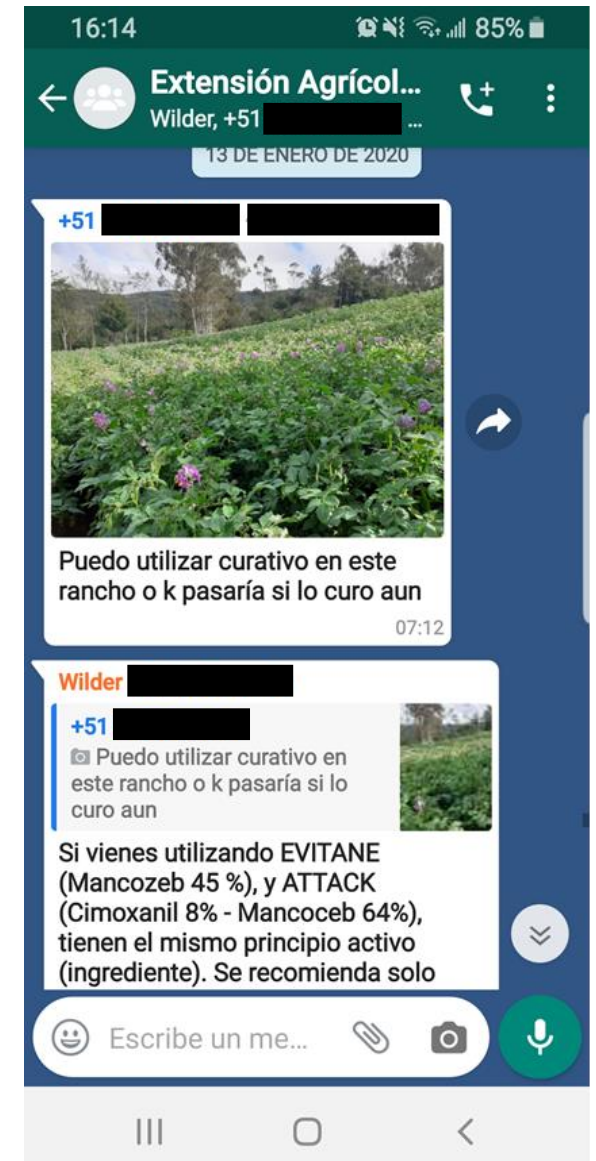 16:14 85%
Extensión Agrícol...
Wilder, +51 ...
13 DE ENERO DE 2020
+51
Puedo utilizar curativo en este
rancho o k pasaría si lo curo aun
07:12
Wilder
+51
Puedo utilizar curativo en
este rancho o k pasaría si lo
curo aun
Si vienes utilizando EVITANE
(Mancozeb 45 %), y ATTACK
(Cimoxanil 8% - Mancoceb 64%),
tienen el mismo principio activo
(ingrediente). Se recomienda solo
Escribe un me...